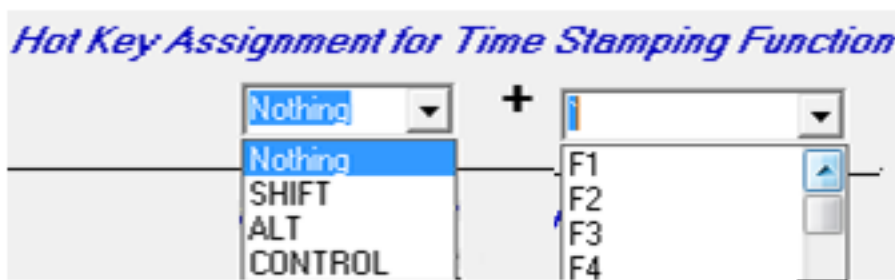 Hot Key Assignment for Time Stamping Function
Nothing + `
Nothing F1
SHIFT F2
ALT F3
CONTROL F4